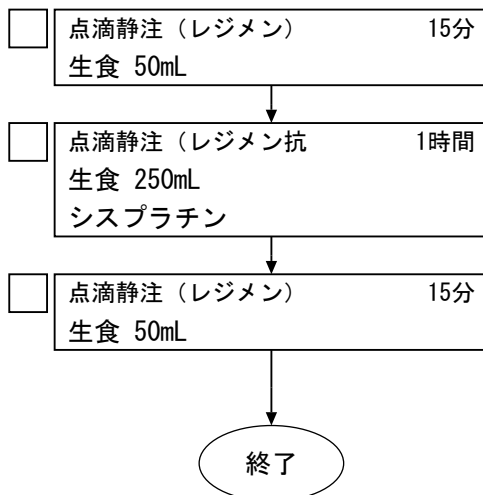 点滴静注（レジメン） 15分
生食 50mL
点滴静注（レジメン抗 1時間
生食 250mL
シスプラチン
点滴静注（レジメン） 15分
生食 50mL
終了